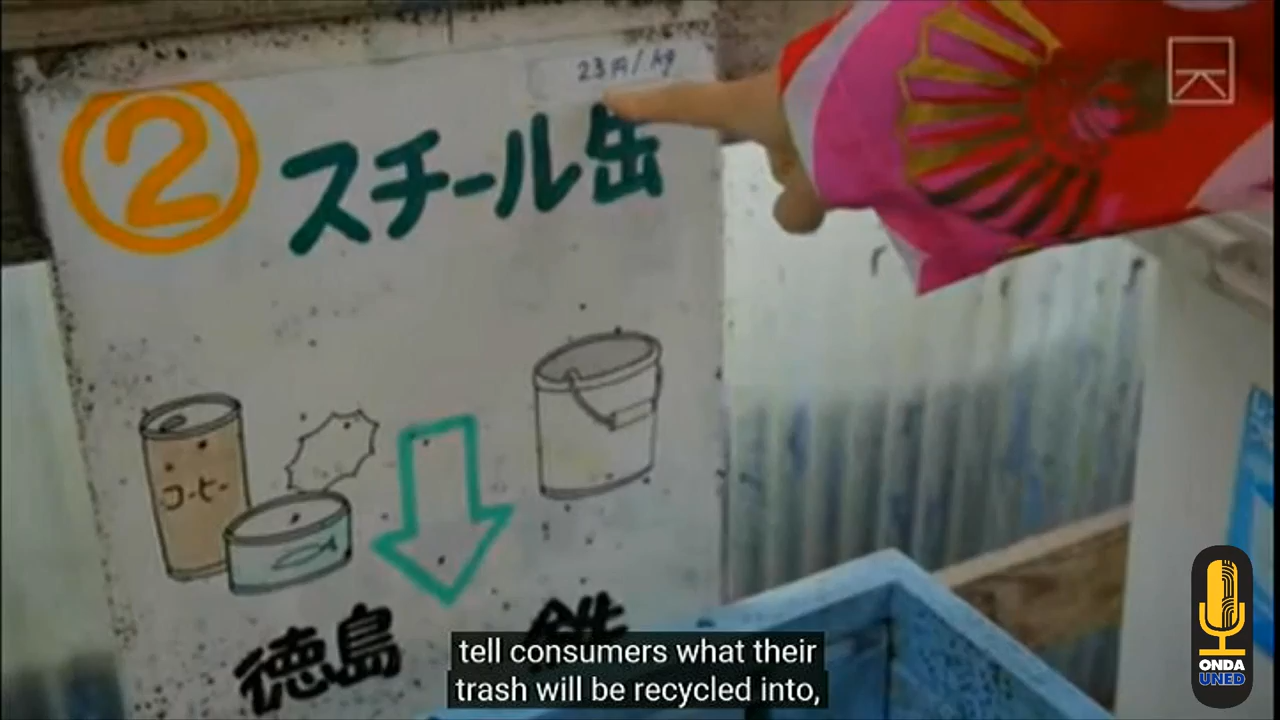 23円/kg
②
スチール缶
コーヒー
徳島
鉄
tell consumers what their
trash will be recycled into,
ONDA
UNED